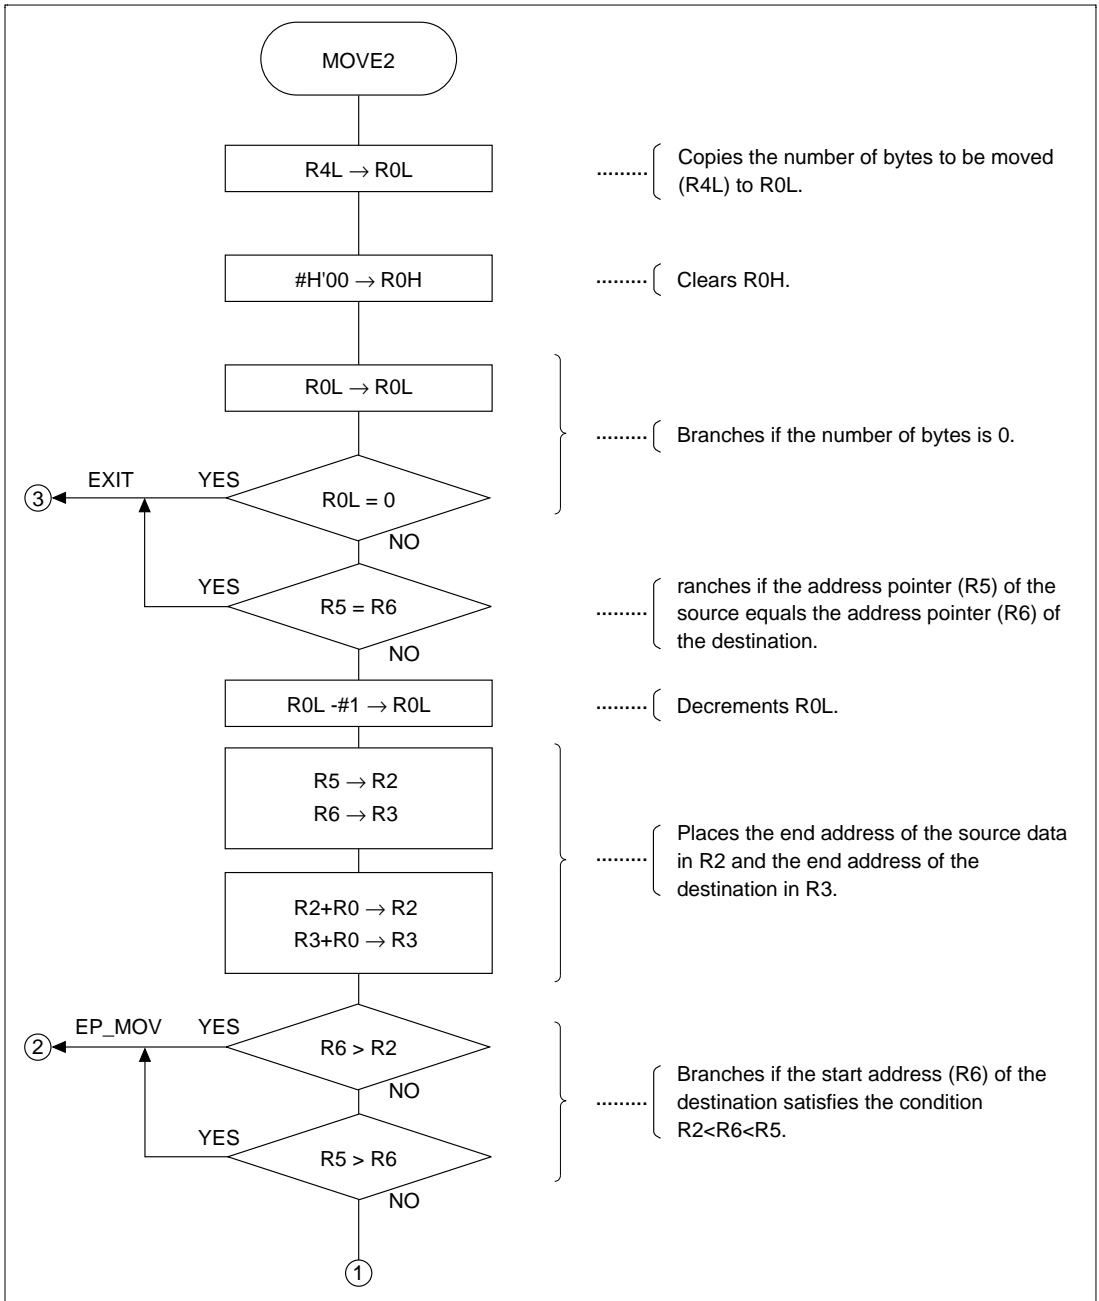 MOVE2
R4L → R0L
......... Copies the number of bytes to be moved
(R4L) to R0L.
#H'00 → R0H
......... Clears R0H.
R0L → R0L
......... Branches if the number of bytes is 0.
EXIT YES
3
R0L = 0
NO
YES
R5 = R6
NO
......... ranches if the address pointer (R5) of the
source equals the address pointer (R6) of
the destination.
R0L -#1 → R0L
......... Decrements R0L.
R5 → R2
R6 → R3
......... Places the end address of the source data
in R2 and the end address of the
destination in R3.
R2+R0 → R2
R3+R0 → R3
EP_MOV YES
2
R6 > R2
NO
......... Branches if the start address (R6) of the
destination satisfies the condition
R2<R6<R5.
YES
R5 > R6
NO
1